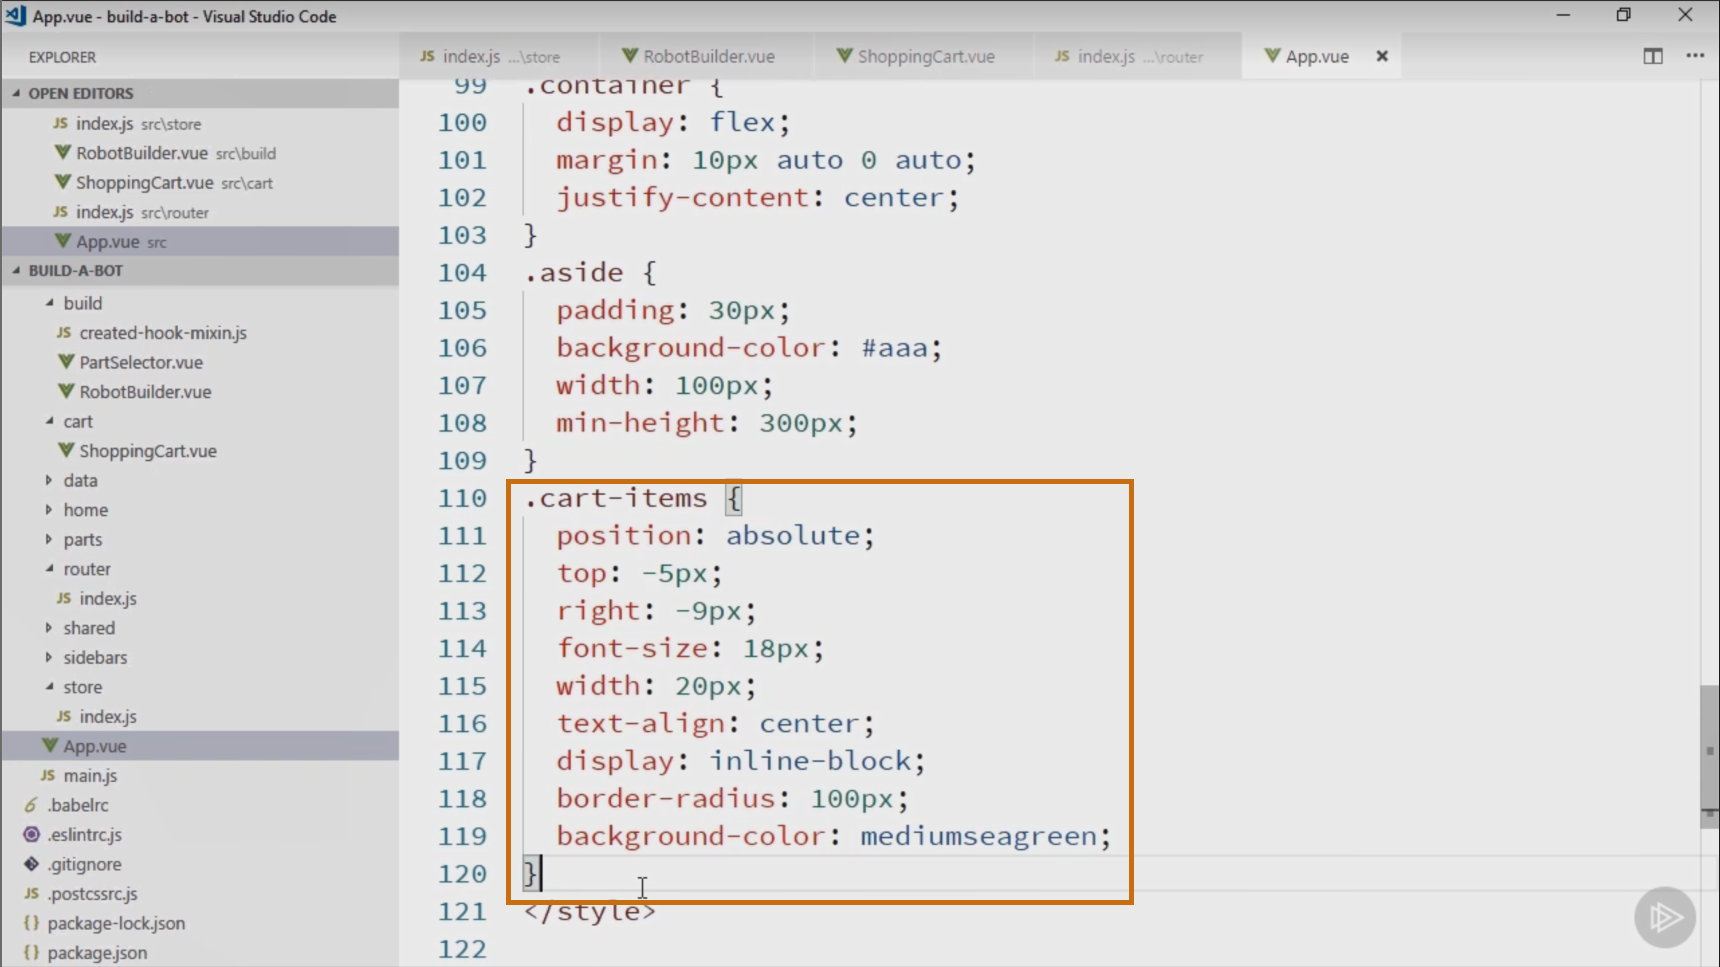 App.vue - build-a-bot - Visual Studio Code
EXPLORER
OPEN EDITORS
JS index.js src\store
RobotBuilder.vue src\build
ShoppingCart.vue src\cart
JS index.js src\router
App.vue src
BUILD-A-BOT
build
JS created-hook-mixin.js
PartSelector.vue
RobotBuilder.vue
cart
ShoppingCart.vue
data
home
parts
router
JS index.js
shared
sidebars
store
JS index.js
App.vue
JS main.js
.babelrc
.eslintrc.js
.gitignore
JS .postcssrc.js
{} package-lock.json
{} package.json
JS index.js ...\store RobotBuilder.vue ShoppingCart.vue JS index.js ...\router App.vue
99 .container {
100 display: flex;
101 margin: 10px auto 0 auto;
102 justify-content: center;
103 }
104 .aside {
105 padding: 30px;
106 background-color: #aaa;
107 width: 100px;
108 min-height: 300px;
109 }
110 .cart-items {
111 position: absolute;
112 top: -5px;
113 right: -9px;
114 font-size: 18px;
115 width: 20px;
116 text-align: center;
117 display: inline-block;
118 border-radius: 100px;
119 background-color: mediumseagreen;
120 }
121 </style>
122